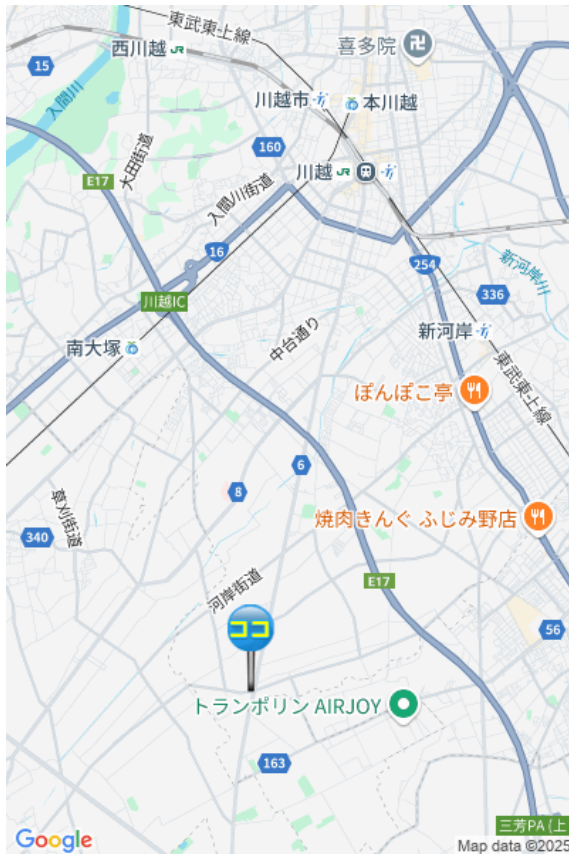 東武東上線
西川越
喜多院
15
入間川
川越市
本川越
大田街道
160
川越
E17
入間川街道
16
254
新河岸川
川越IC
336
南大塚
中台通り
新河岸
東武東上線
ぽんぽこ亭
6
8
草刈街道
焼肉きんぐ ふじみ野店
340
河岸街道
E17
ココ
56
トランポリン AIRJOY
163
三芳PA (上
Google
Map data ©2025